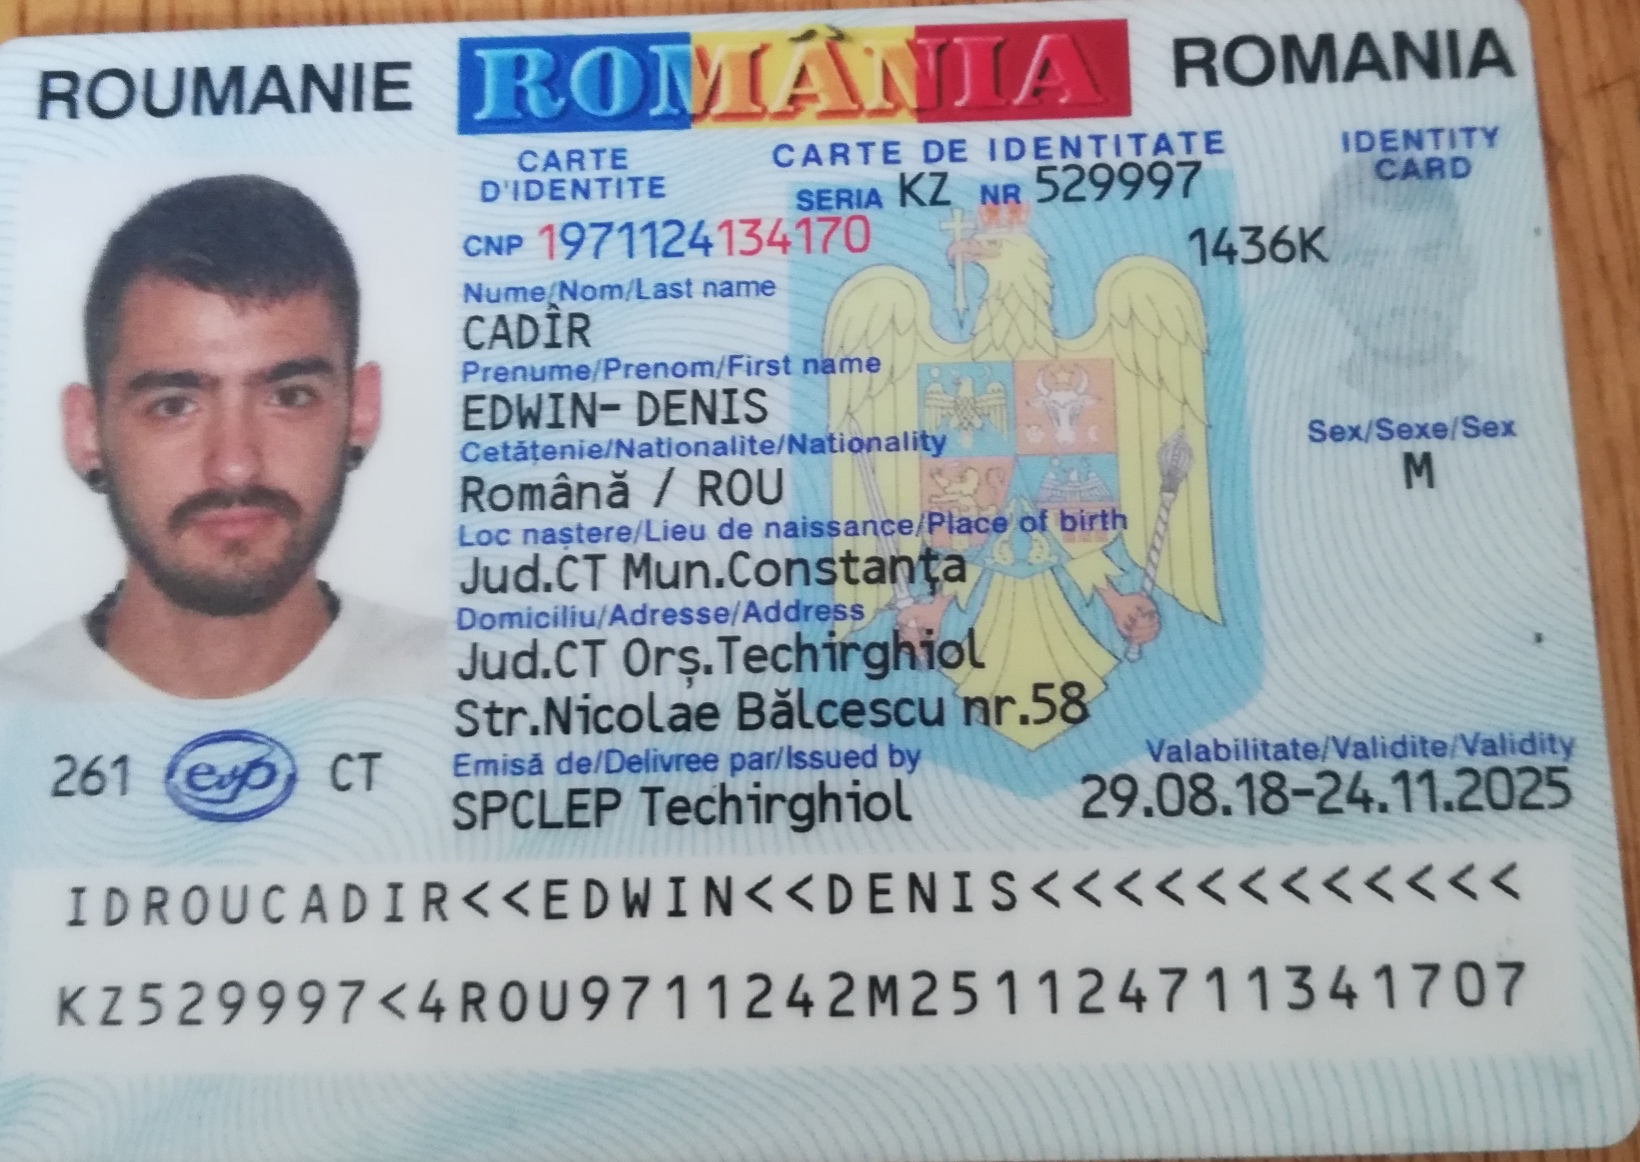 ROUMANIE ROMÂNIA ROMANIA
CARTE D'IDENTITE
CARTE DE IDENTITATE
IDENTITY CARD
SERIA KZ NR 529997
CNP 1971124134170
1436K
Nume/Nom/Last name
CADÎR
Prenume/Prenom/First name
EDWIN- DENIS
Cetățenie/Nationalite/Nationality
Română / ROU
Sex/Sexe/Sex
M
Loc naștere/Lieu de naissance/Place of birth
Jud.CT Mun.Constanţa
Domiciliu/Adresse/Address
Jud.CT Orş.Techirghiol
Str.Nicolae Bălcescu nr.58
Emisă de/Delivree par/Issued by
SPCLEP Techirghiol
Valabilitate/Validite/Validity
29.08.18-24.11.2025
261 evp CT
IDROUCADIR<<EDWIN<<DENIS<<<<<<<<<<<<
KZ529997<4ROU9711242M251124711341707